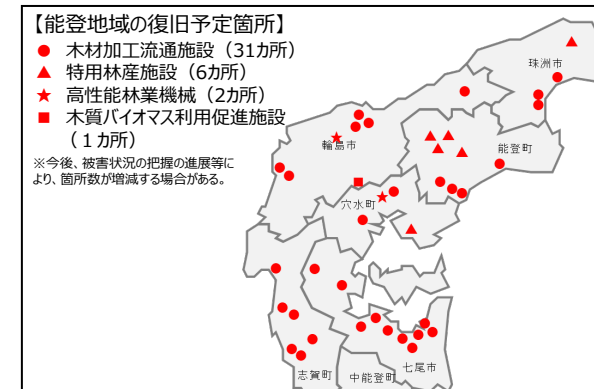 【能登地域の復旧予定箇所】
● 木材加工流通施設（31カ所）
▲ 特用林産施設（6カ所）
★ 高性能林業機械（2カ所）
■ 木質バイオマス利用促進施設
（１カ所）
※今後、被害状況の把握の進展等に
より、箇所数が増減する場合がある。
珠洲市
輪島市
能登町
穴水町
七尾市
志賀町
中能登町